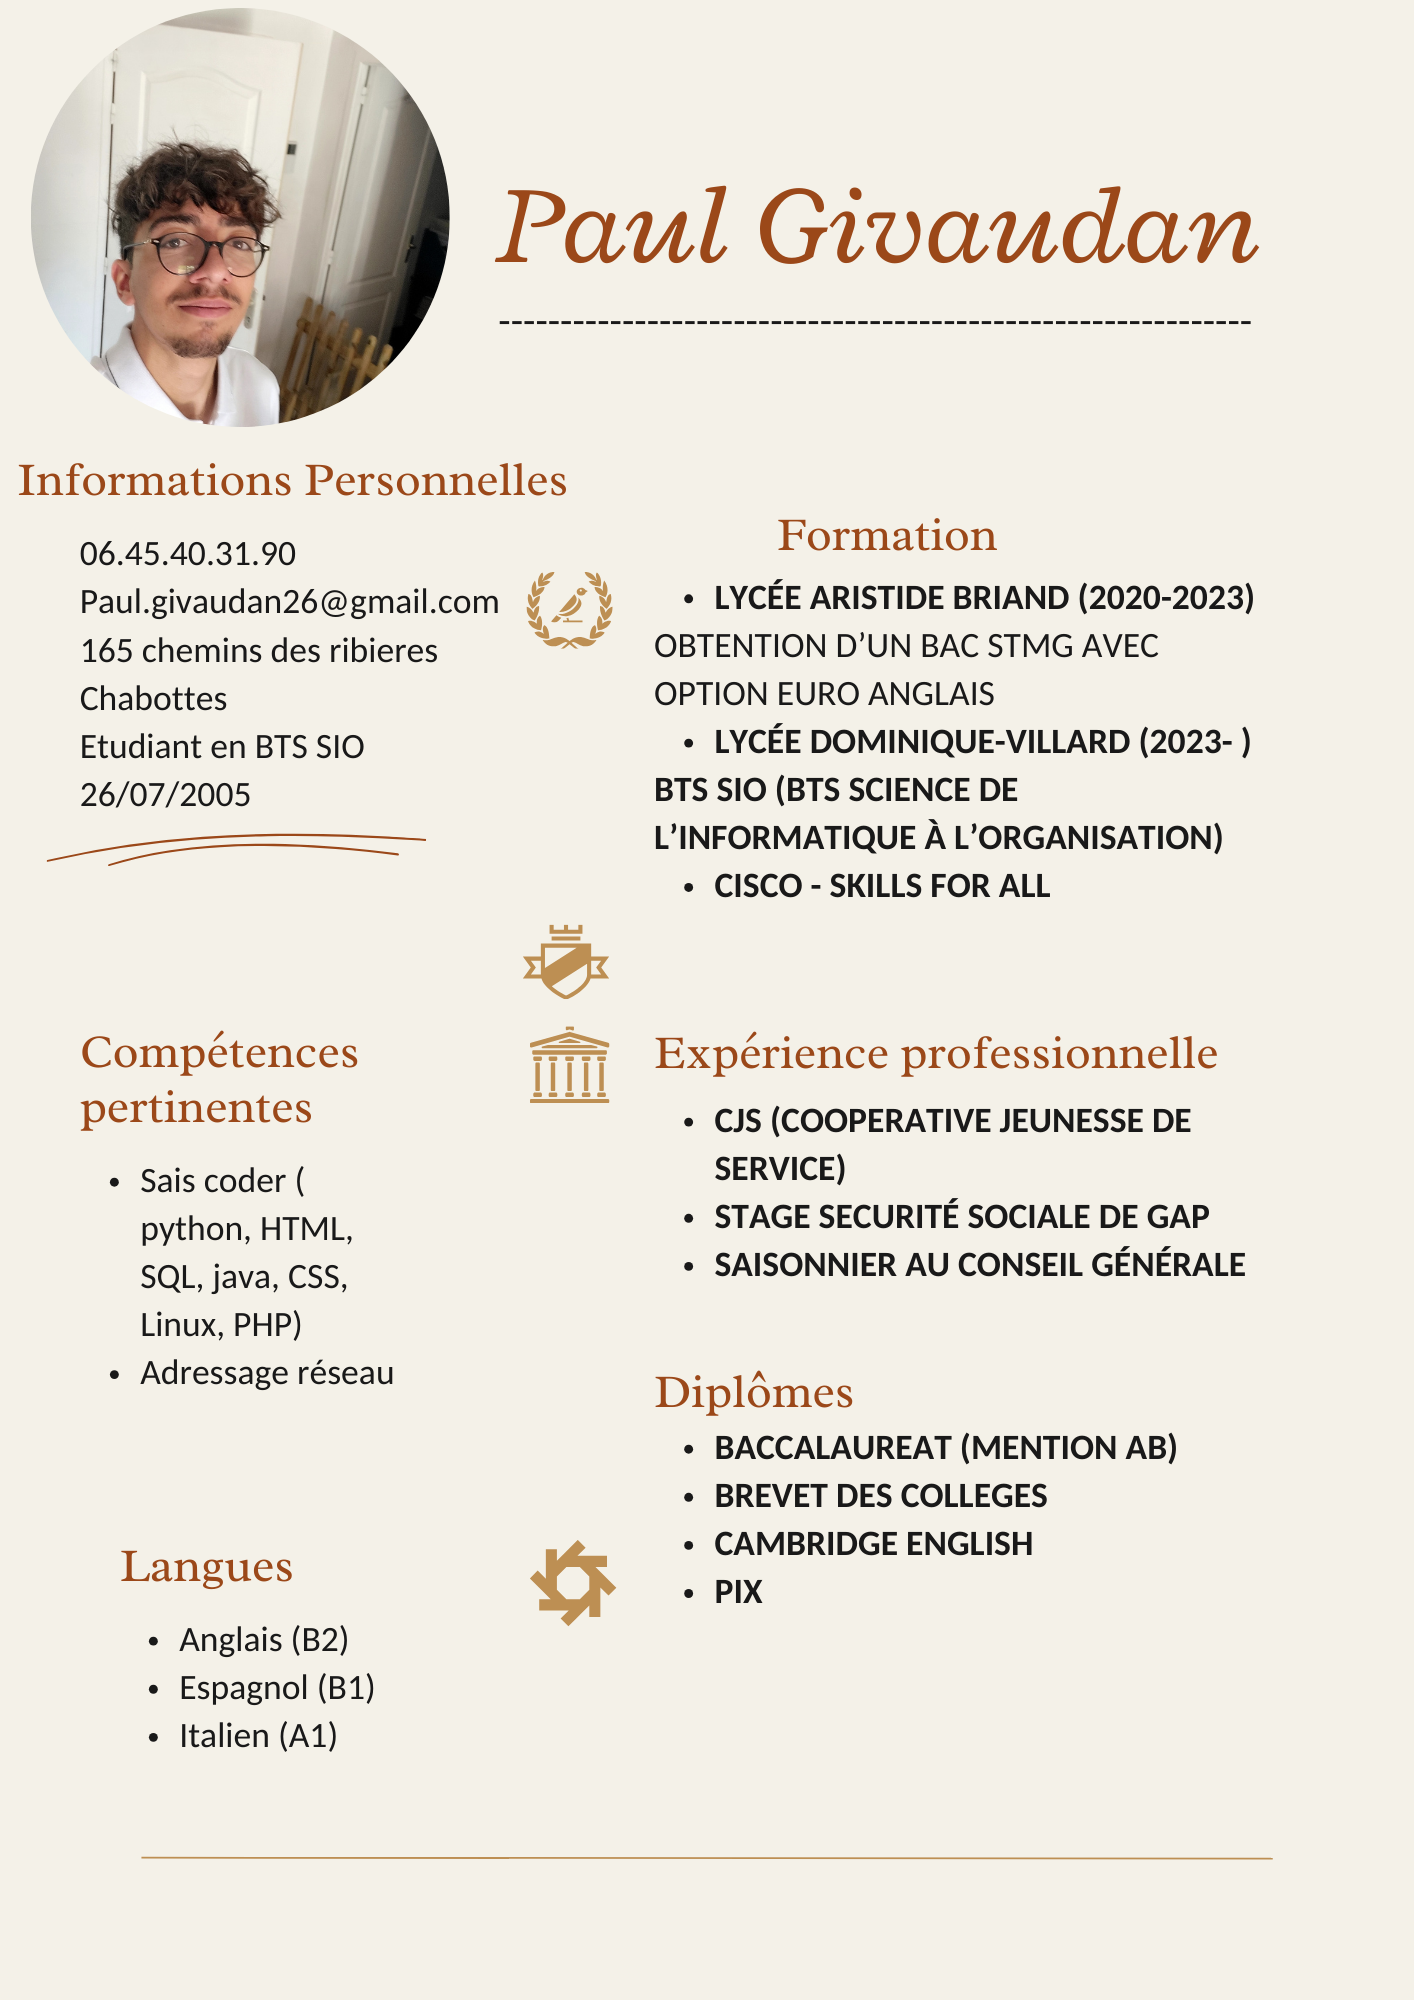 Paul Givaudan
-------------------------------------------------------------
Informations Personnelles
06.45.40.31.90
Paul.givaudan26@gmail.com
165 chemins des ribieres
Chabottes
Etudiant en BTS SIO
26/07/2005
Formation
• LYCÉE ARISTIDE BRIAND (2020-2023)
OBTENTION D’UN BAC STMG AVEC
OPTION EURO ANGLAIS
• LYCÉE DOMINIQUE-VILLARD (2023- )
BTS SIO (BTS SCIENCE DE
L’INFORMATIQUE À L’ORGANISATION)
• CISCO - SKILLS FOR ALL
Compétences
pertinentes
• Sais coder (
python, HTML,
SQL, java, CSS,
Linux, PHP)
• Adressage réseau
Expérience professionnelle
• CJS (COOPERATIVE JEUNESSE DE
SERVICE)
• STAGE SECURITÉ SOCIALE DE GAP
• SAISONNIER AU CONSEIL GÉNÉRALE
Diplômes
• BACCALAUREAT (MENTION AB)
• BREVET DES COLLEGES
• CAMBRIDGE ENGLISH
• PIX
Langues
• Anglais (B2)
• Espagnol (B1)
• Italien (A1)